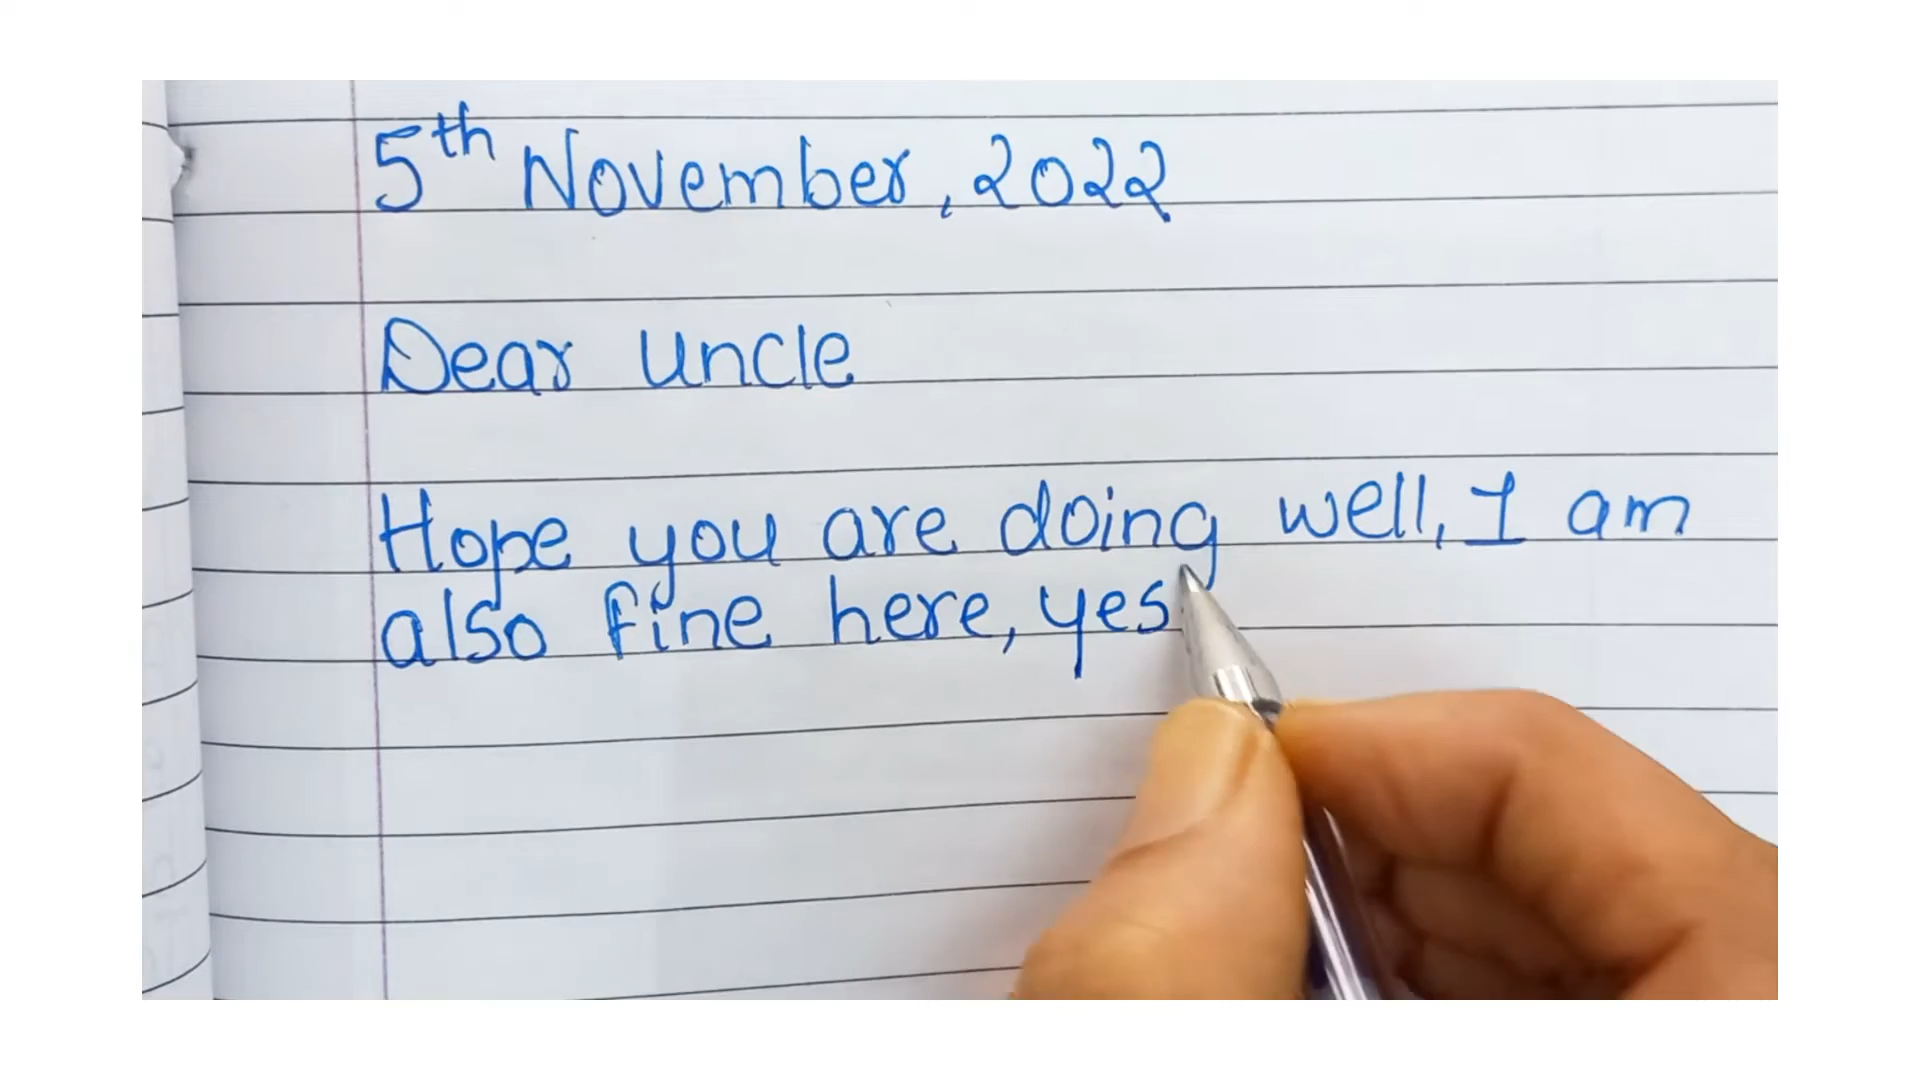 5th November, 2022
Dear Uncle
Hope you are doing well, I am
also fine here, yes